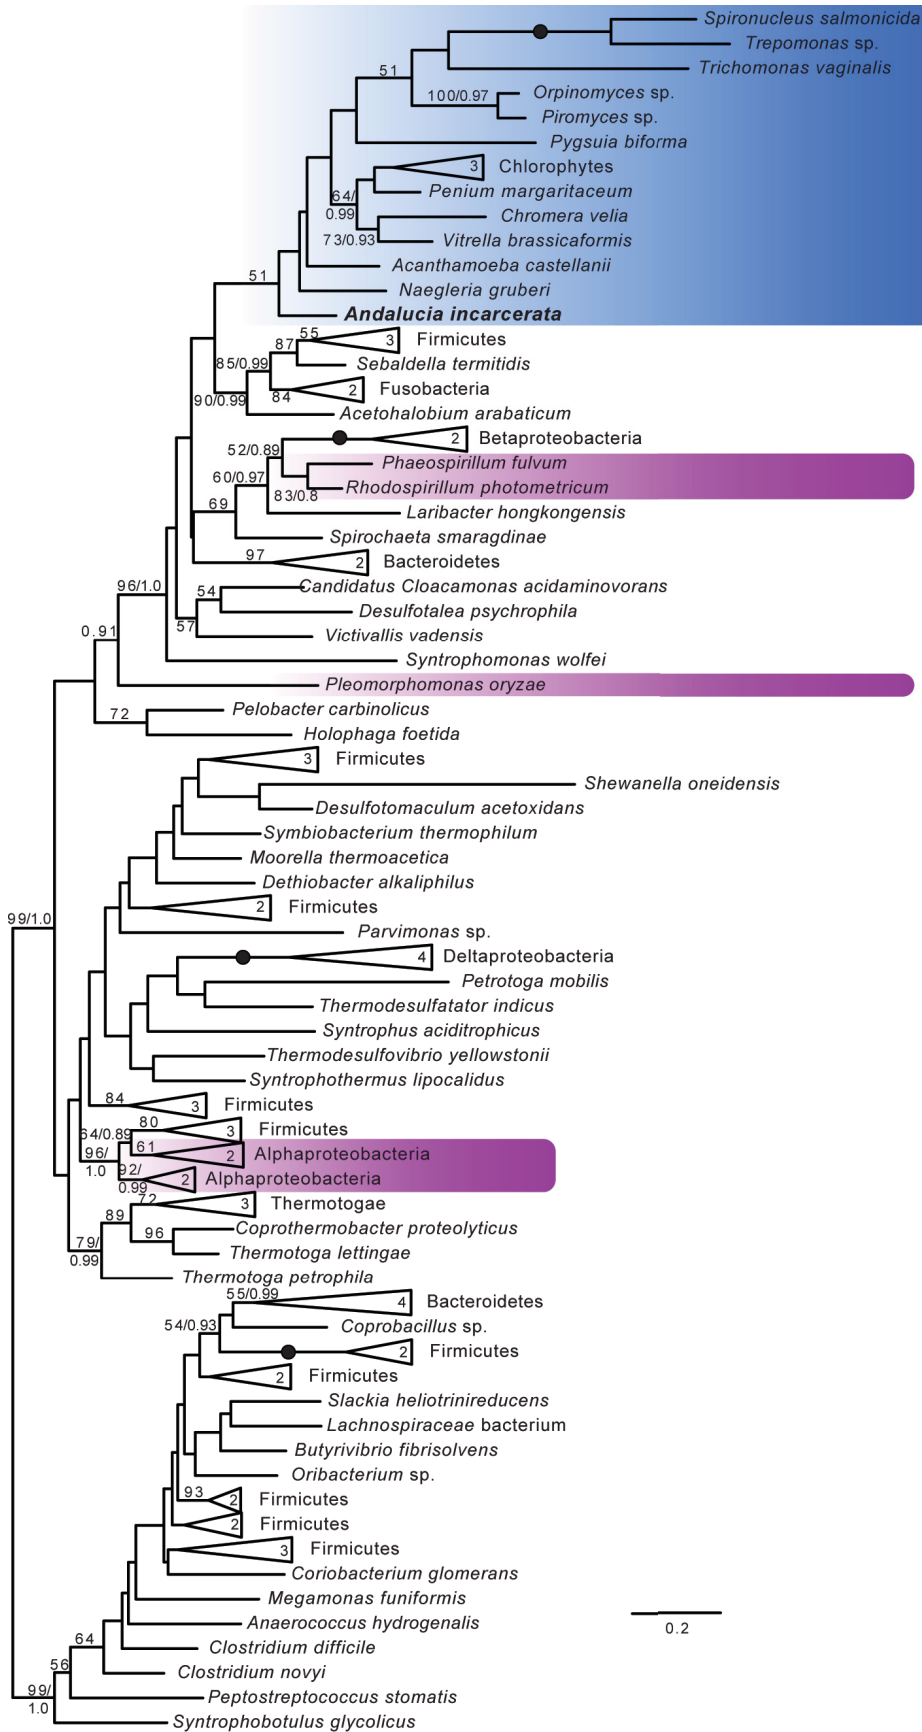 Spironucleus salmonicida
Trepomonas sp.
Trichomonas vaginalis
51
100/0.97
Orpinomyces sp.
Piromyces sp.
Pygsuia biforma
3
Chlorophytes
64/
0.99
Penium margaritaceum
Chromera velia
73/0.93
Vitrella brassicaformis
Acanthamoeba castellanii
51
Naegleria gruberi
Andalucia incarcerata
55
3
Firmicutes
87
85/0.99
Sebaldella termitidis
2
Fusobacteria
90/0.99
84
Acetohalobium arabaticum
2
Betaproteobacteria
52/0.89
Phaeospirillum fulvum
60/0.97
83/0.8
Rhodospirillum photometricum
69
Laribacter hongkongensis
Spirochaeta smaragdinae
97
2
Bacteroidetes
96/1.0
54
Candidatus Cloacamonas acidaminovorans
Desulfotalea psychrophila
57
Victivallis vadensis
0.91
Syntrophomonas wolfei
Pleomorphomonas oryzae
Pelobacter carbinolicus
72
Holophaga foetida
3
Firmicutes
Shewanella oneidensis
Desulfotomaculum acetoxidans
Symbiobacterium thermophilum
Moorella thermoacetica
Dethiobacter alkaliphilus
2
Firmicutes
99/1.0
Parvimonas sp.
4
Deltaproteobacteria
Petrotoga mobilis
Thermodesulfatator indicus
Syntrophus aciditrophicus
Thermodesulfovibrio yellowstonii
Syntrophothermus lipocalidus
84
3
Firmicutes
80
3
Firmicutes
64/0.89
96/
1.0
61
2
Alphaproteobacteria
92/
0.99
2
Alphaproteobacteria
72
3
Thermotogae
89
Coprothermobacter proteolyticus
96
79/
0.99
Thermotoga lettingae
Thermotoga petrophila
55/0.99
4
Bacteroidetes
54/0.93
Coprobacillus sp.
2
Firmicutes
2
Firmicutes
Slackia heliotrinireducens
Lachnospiraceae bacterium
Butyrivibrio fibrisolvens
Oribacterium sp.
93
2
Firmicutes
2
Firmicutes
3
Firmicutes
Coriobacterium glomerans
Megamonas funiformis
Anaerococcus hydrogenalis
0.2
64
Clostridium difficile
56
Clostridium novyi
99/
1.0
Peptostreptococcus stomatis
Syntrophobotulus glycolicus